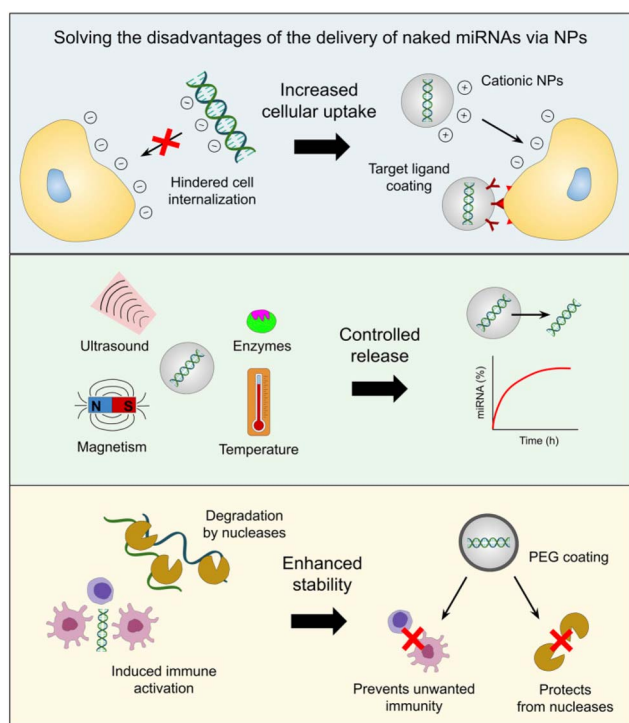 Solving the disadvantages of the delivery of naked miRNAs via NPs
Hindered cell
internalization
Increased
cellular uptake
Cationic NPs
Target ligand
coating
Ultrasound
Enzymes
N S
Magnetism
Temperature
Controlled
release
miRNA (%)
Time (h)
Degradation
by nucleases
Induced immune
activation
Enhanced
stability
PEG coating
Prevents unwanted
immunity
Protects
from nucleases